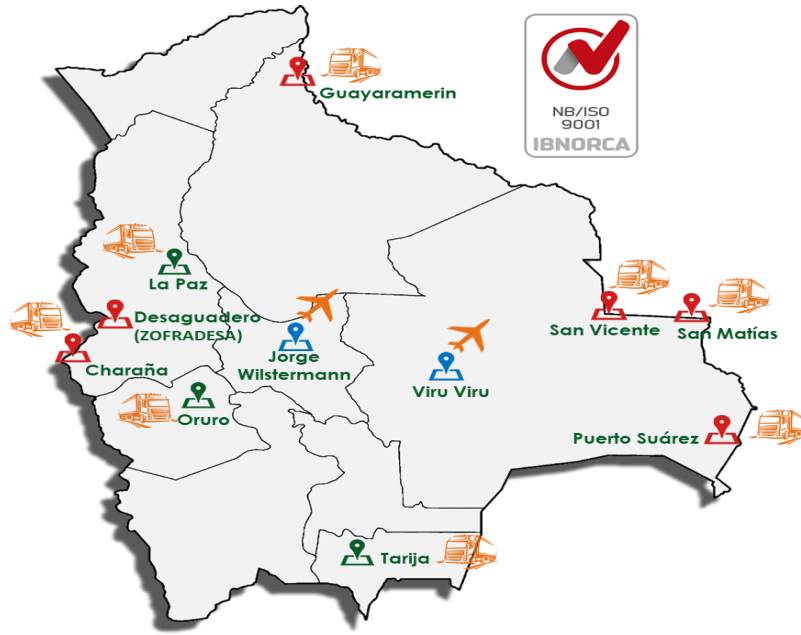 NB/ISO
9001
IBNORCA
Guayaramerin
La Paz
Desaguadero
(ZOFRADESA)
Charaña
Jorge
Wilstermann
Viru Viru
San Vicente
San Matías
Oruro
Puerto Suárez
Tarija